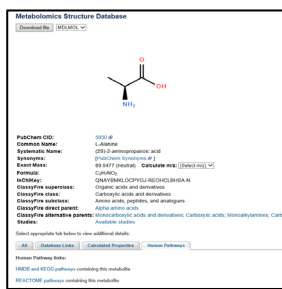 Metabolomics Structure Database
Download file MDLMOL
O
OH
NH₂
PubChem CID: 5950
Common Name: L-Alanine
Systematic Name: (2S)-2-aminopropanoic acid
Synonyms: [PubChem Synonyms]
Exact Mass: 89.0477 (neutral) Calculate m/z: (Select m/z)
Formula: C₃H₇NO₂
InChIKey: QNAYBMKLOCPYGJ-REOHCLBHSA-N
ClassyFire superclass: Organic acids and derivatives
ClassyFire class: Carboxylic acids and derivatives
ClassyFire subclass: Amino acids, peptides, and analogues
ClassyFire direct parent: Alpha amino acids
ClassyFire alternative parents: Monocarboxylic acids and derivatives; Carboxylic acids; Monoalkylamines; Carb
Studies: Available studies
Select appropriate tab below to view additional details:
All Database Links Calculated Properties Human Pathways
Human Pathway links:
HMDB and KEGG pathways containing this metabolite
REACTOME pathways containing this metabolite